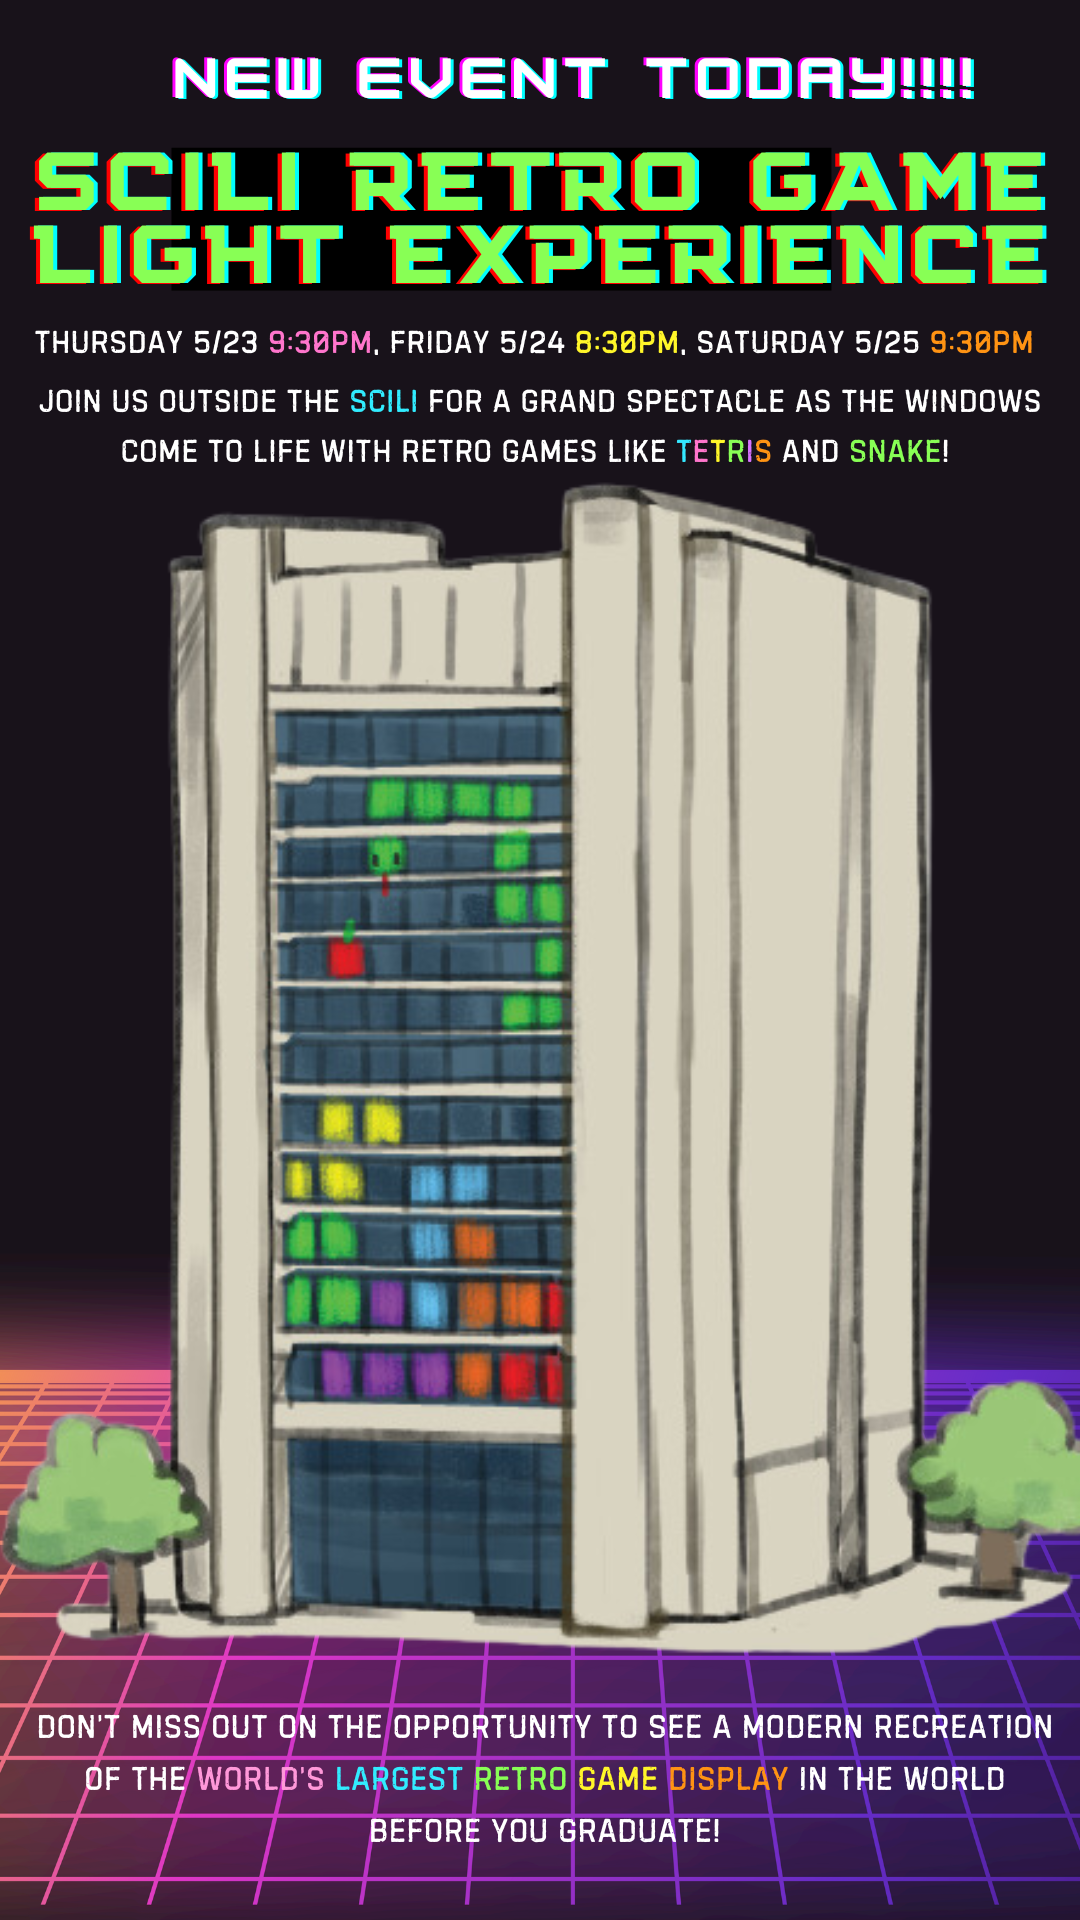 NEW EVENT TODAY!!!!
SCILI RETRO GAME
LIGHT EXPERIENCE
THURSDAY 5/23 9:30PM, FRIDAY 5/24 8:30PM, SATURDAY 5/25 9:30PM
JOIN US OUTSIDE THE SCILI FOR A GRAND SPECTACLE AS THE WINDOWS
COME TO LIFE WITH RETRO GAMES LIKE TETRIS AND SNAKE!
DON'T MISS OUT ON THE OPPORTUNITY TO SEE A MODERN RECREATION
OF THE WORLD'S LARGEST RETRO GAME DISPLAY IN THE WORLD
BEFORE YOU GRADUATE!